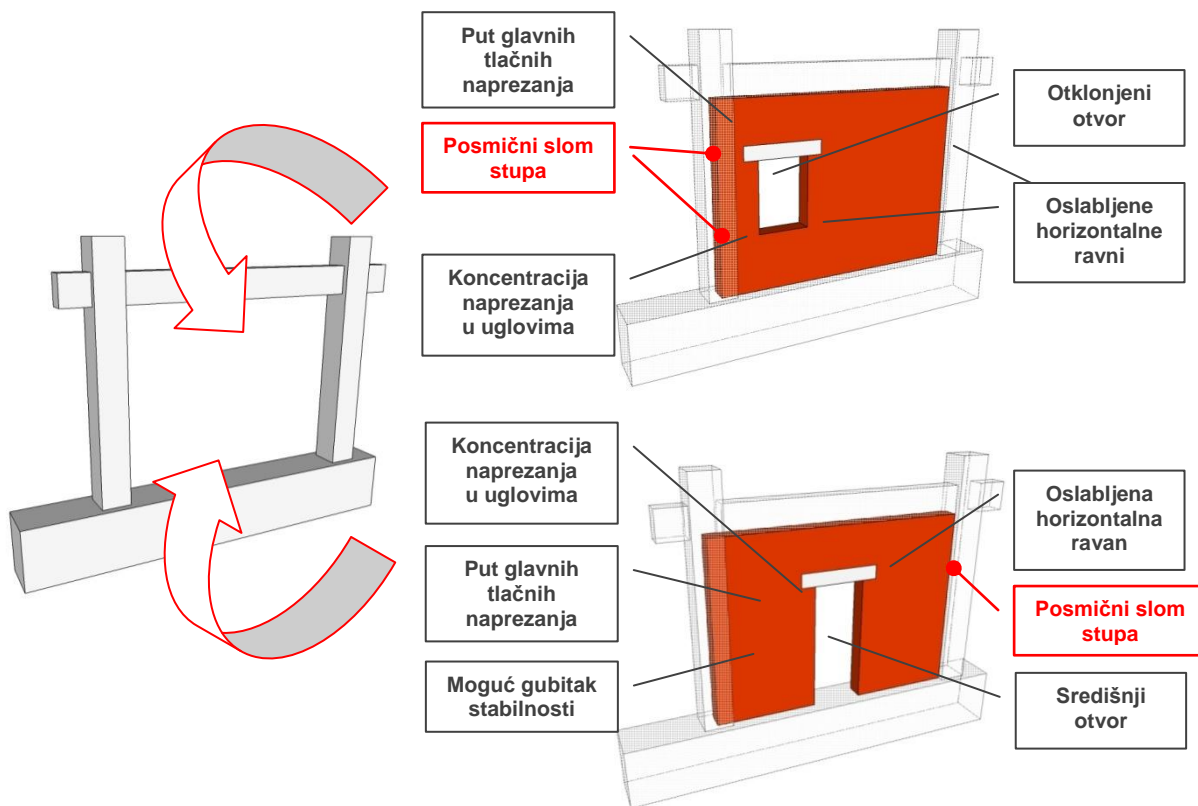 Put glavnih
tlačnih
naprezanja
Posmični slom
stupa
Koncentracija
naprezanja
u uglovima
Otklonjeni
otvor
Oslabljene
horizontalne
ravni
Koncentracija
naprezanja
u uglovima
Put glavnih
tlačnih
naprezanja
Moguć gubitak
stabilnosti
Oslabljena
horizontalna
ravan
Posmični slom
stupa
Središnji
otvor